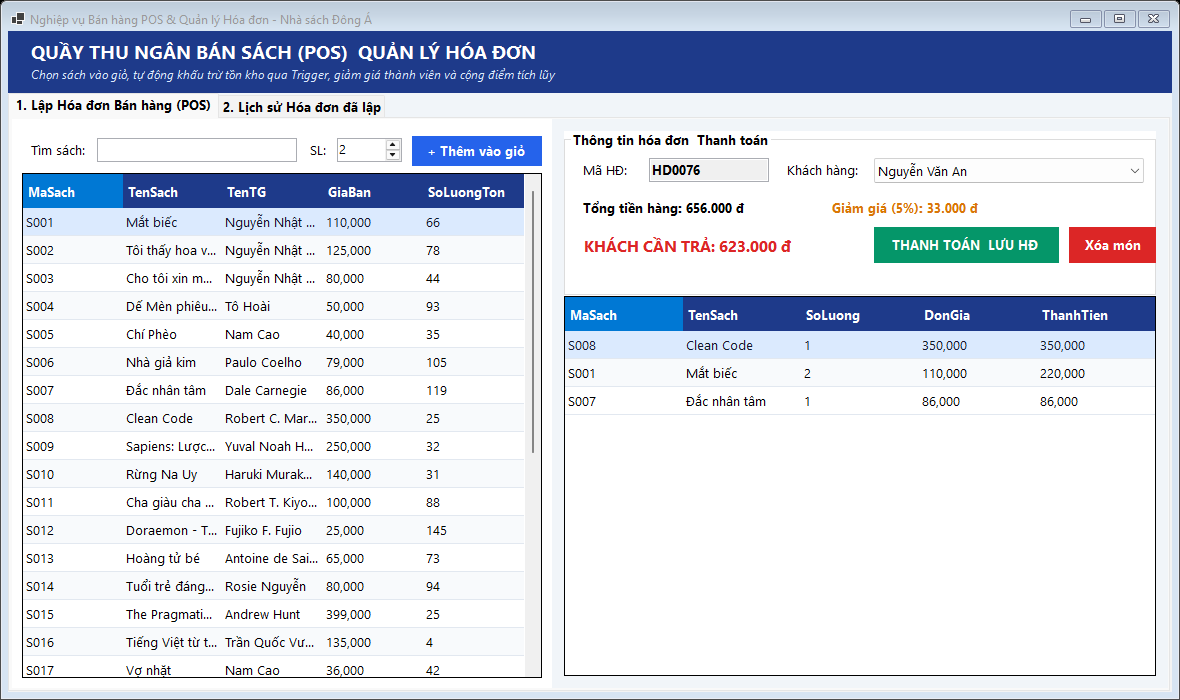 Nghiệp vụ Bán hàng POS & Quản lý Hóa đơn - Nhà sách Đông Á
QUẦY THU NGÂN BÁN SÁCH (POS)  QUẢN LÝ HÓA ĐƠN
Chọn sách vào giỏ, tự động khấu trừ tồn kho qua Trigger, giảm giá thành viên và cộng điểm tích lũy
1. Lập Hóa đơn Bán hàng (POS) 2. Lịch sử Hóa đơn đã lập
Tìm sách: SL: 2 + Thêm vào giỏ
MaSach TenSach TenTG GiaBan SoLuongTon
S001 Mắt biếc Nguyễn Nhật ... 110,000 66
S002 Tôi thấy hoa v... Nguyễn Nhật ... 125,000 78
S003 Cho tôi xin m... Nguyễn Nhật ... 80,000 44
S004 Dế Mèn phiêu... Tô Hoài 50,000 93
S005 Chí Phèo Nam Cao 40,000 35
S006 Nhà giả kim Paulo Coelho 79,000 105
S007 Đắc nhân tâm Dale Carnegie 86,000 119
S008 Clean Code Robert C. Mar... 350,000 25
S009 Sapiens: Lược... Yuval Noah H... 250,000 32
S010 Rừng Na Uy Haruki Murak... 140,000 31
S011 Cha giàu cha ... Robert T. Kiyo... 100,000 88
S012 Doraemon - T... Fujiko F. Fujio 25,000 145
S013 Hoàng tử bé Antoine de Sai... 65,000 73
S014 Tuổi trẻ đáng... Rosie Nguyễn 80,000 94
S015 The Pragmati... Andrew Hunt 399,000 25
S016 Tiếng Việt từ t... Trần Quốc Vư... 135,000 4
S017 Vợ nhặt Nam Cao 36,000 42
Thông tin hóa đơn  Thanh toán
Mã HĐ: HD0076 Khách hàng: Nguyễn Văn An
Tổng tiền hàng: 656.000 đ Giảm giá (5%): 33.000 đ
KHÁCH CẦN TRẢ: 623.000 đ THANH TOÁN  LƯU HĐ Xóa món
MaSach TenSach SoLuong DonGia ThanhTien
S008 Clean Code 1 350,000 350,000
S001 Mắt biếc 2 110,000 220,000
S007 Đắc nhân tâm 1 86,000 86,000